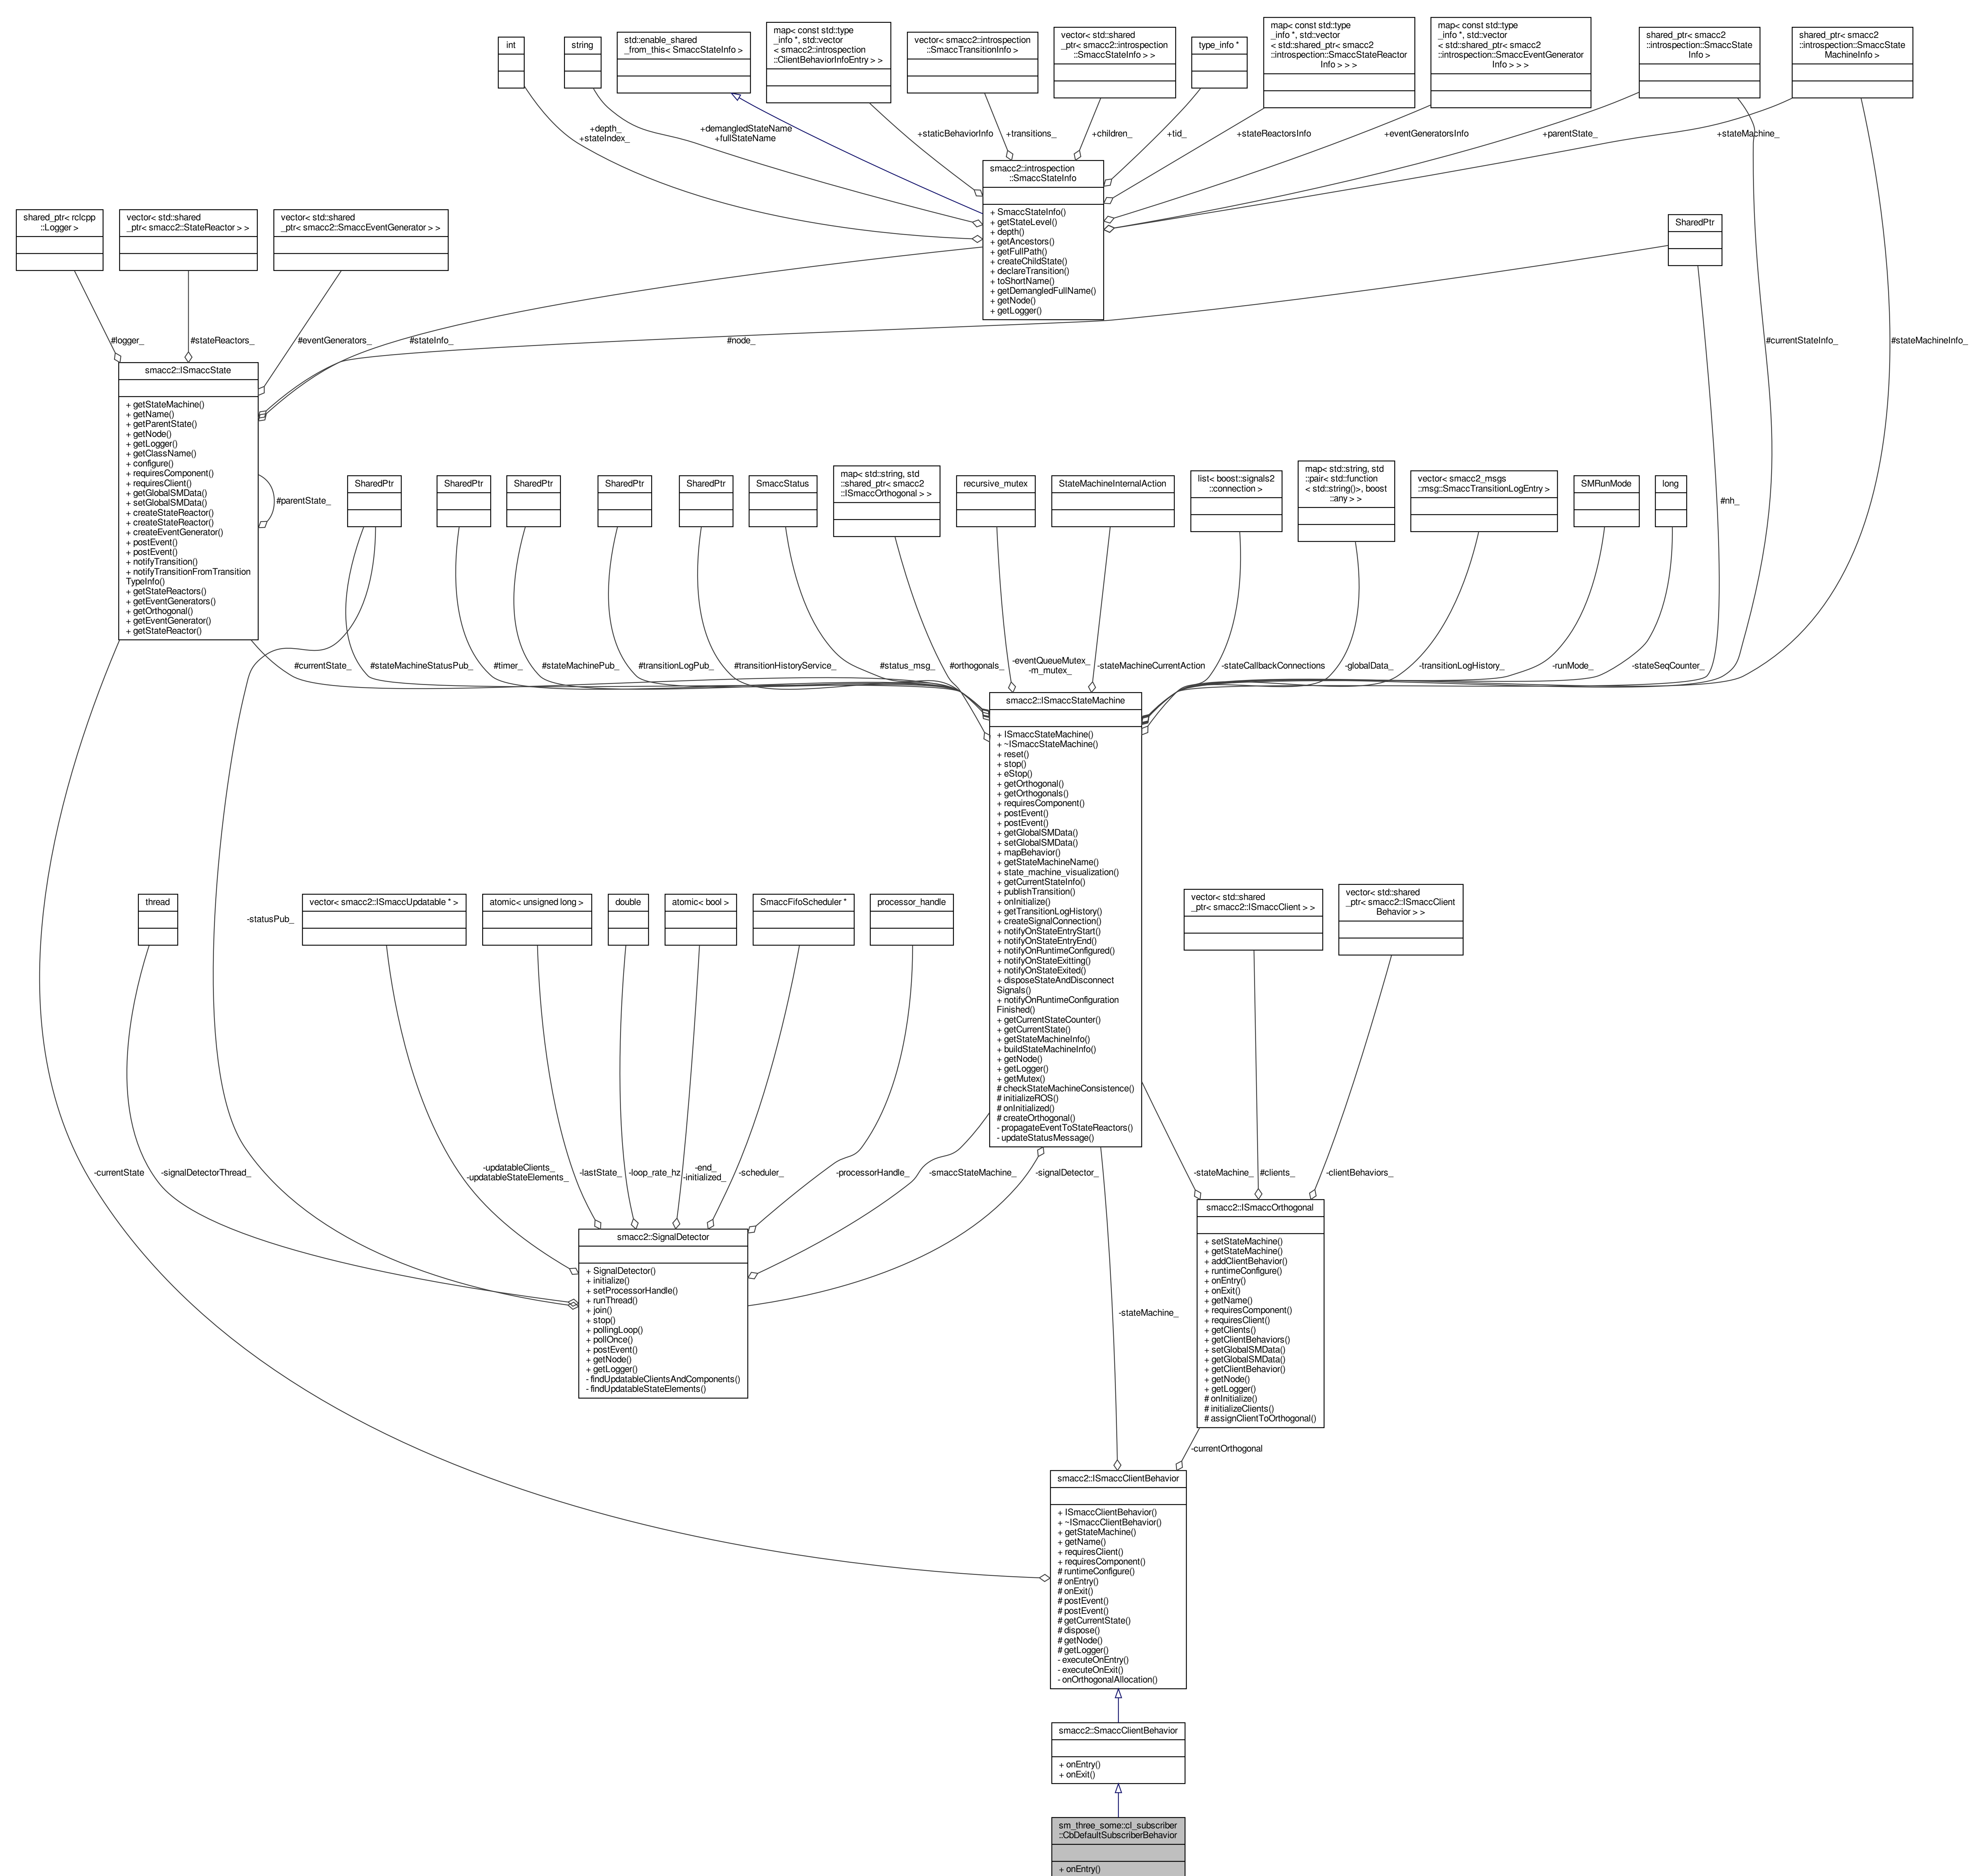 int
string
std::enable_shared
_from_this< SmaccStateInfo >
map< const std::type
_info *, std::vector
< smacc2::introspection
::ClientBehaviorInfoEntry > >
vector< smacc2::introspection
::SmaccTransitionInfo >
vector< std::shared
_ptr< smacc2::introspection
::SmaccStateInfo > >
type_info *
map< const std::type
_info *, std::vector
< std::shared_ptr< smacc2
::introspection::SmaccStateReactor
Info > > >
map< const std::type
_info *, std::vector
< std::shared_ptr< smacc2
::introspection::SmaccEventGenerator
Info > > >
shared_ptr< smacc2
::introspection::SmaccState
Info >
shared_ptr< smacc2
::introspection::SmaccState
MachineInfo >
+depth_
+stateIndex_
+demangledStateName
+fullStateName
+staticBehaviorInfo
+transitions_
+children_
+tid_
+stateReactorsInfo
+eventGeneratorsInfo
+parentState_
+stateMachine_
smacc2::introspection
::SmaccStateInfo
+ SmaccStateInfo()
+ getStateLevel()
+ depth()
+ getAncestors()
+ getFullPath()
+ createChildState()
+ declareTransition()
+ toShortName()
+ getDemangledFullName()
+ getNode()
+ getLogger()
shared_ptr< rclcpp
::Logger >
vector< std::shared
_ptr< smacc2::StateReactor > >
vector< std::shared
_ptr< smacc2::SmaccEventGenerator > >
SharedPtr
#logger_
#stateReactors_
#eventGenerators_
#stateInfo_
#node_
#currentStateInfo_
#stateMachineInfo_
smacc2::ISmaccState
+ getStateMachine()
+ getName()
+ getParentState()
+ getNode()
+ getLogger()
+ getClassName()
+ configure()
+ requiresComponent()
+ requiresClient()
+ getGlobalSMData()
+ setGlobalSMData()
+ createStateReactor()
+ createStateReactor()
+ createEventGenerator()
+ postEvent()
+ postEvent()
+ notifyTransition()
+ notifyTransitionFromTransition
TypeInfo()
+ getStateReactors()
+ getEventGenerators()
+ getOrthogonal()
+ getEventGenerator()
+ getStateReactor()
#parentState_
SharedPtr
SharedPtr
SharedPtr
SharedPtr
SharedPtr
SmaccStatus
map< std::string, std
::shared_ptr< smacc2
::ISmaccOrthogonal > >
recursive_mutex
StateMachineInternalAction
list< boost::signals2
::connection >
map< std::string, std
::pair< std::function
< std::string()>, boost
::any > >
vector< smacc2_msgs
::msg::SmaccTransitionLogEntry >
SMRunMode
long
#nh_
#currentState_
#stateMachineStatusPub_
#timer_
#stateMachinePub_
#transitionLogPub_
#transitionHistoryService_
#status_msg_
#orthogonals_
-eventQueueMutex_
-m_mutex_
-stateMachineCurrentAction
-stateCallbackConnections
-globalData_
-transitionLogHistory_
-runMode_
-stateSeqCounter_
smacc2::ISmaccStateMachine
+ ISmaccStateMachine()
+ ~ISmaccStateMachine()
+ reset()
+ stop()
+ eStop()
+ getOrthogonal()
+ getOrthogonals()
+ requiresComponent()
+ postEvent()
+ postEvent()
+ getGlobalSMData()
+ setGlobalSMData()
+ mapBehavior()
+ getStateMachineName()
+ state_machine_visualization()
+ getCurrentStateInfo()
+ publishTransition()
+ onInitialize()
+ getTransitionLogHistory()
+ createSignalConnection()
+ notifyOnStateEntryStart()
+ notifyOnStateEntryEnd()
+ notifyOnRuntimeConfigured()
+ notifyOnStateExitting()
+ notifyOnStateExited()
+ disposeStateAndDisconnect
Signals()
+ notifyOnRuntimeConfiguration
Finished()
+ getCurrentStateCounter()
+ getCurrentState()
+ getStateMachineInfo()
+ buildStateMachineInfo()
+ getNode()
+ getLogger()
+ getMutex()
# checkStateMachineConsistence()
# initializeROS()
# onInitialized()
# createOrthogonal()
- propagateEventToStateReactors()
- updateStatusMessage()
thread
-statusPub_
vector< smacc2::ISmaccUpdatable * >
atomic< unsigned long >
double
atomic< bool >
SmaccFifoScheduler *
processor_handle
vector< std::shared
_ptr< smacc2::ISmaccClient > >
vector< std::shared
_ptr< smacc2::ISmaccClient
Behavior > >
-currentState
-signalDetectorThread_
-updatableClients_
-updatableStateElements_
-lastState_
-loop_rate_hz
-end_
-initialized_
-scheduler_
-processorHandle_
-smaccStateMachine_
-signalDetector_
-stateMachine_
#clients_
-clientBehaviors_
smacc2::SignalDetector
+ SignalDetector()
+ initialize()
+ setProcessorHandle()
+ runThread()
+ join()
+ stop()
+ pollingLoop()
+ pollOnce()
+ postEvent()
+ getNode()
+ getLogger()
- findUpdatableClientsAndComponents()
- findUpdatableStateElements()
-stateMachine_
smacc2::ISmaccOrthogonal
+ setStateMachine()
+ getStateMachine()
+ addClientBehavior()
+ runtimeConfigure()
+ onEntry()
+ onExit()
+ getName()
+ requiresComponent()
+ requiresClient()
+ getClients()
+ getClientBehaviors()
+ setGlobalSMData()
+ getGlobalSMData()
+ getClientBehavior()
+ getNode()
+ getLogger()
# onInitialize()
# initializeClients()
# assignClientToOrthogonal()
-currentOrthogonal
smacc2::ISmaccClientBehavior
+ ISmaccClientBehavior()
+ ~ISmaccClientBehavior()
+ getStateMachine()
+ getName()
+ requiresClient()
+ requiresComponent()
# runtimeConfigure()
# onEntry()
# onExit()
# postEvent()
# postEvent()
# getCurrentState()
# dispose()
# getNode()
# getLogger()
- executeOnEntry()
- executeOnExit()
- onOrthogonalAllocation()
smacc2::SmaccClientBehavior
+ onEntry()
+ onExit()
sm_three_some::cl_subscriber
::CbDefaultSubscriberBehavior
+ onEntry()